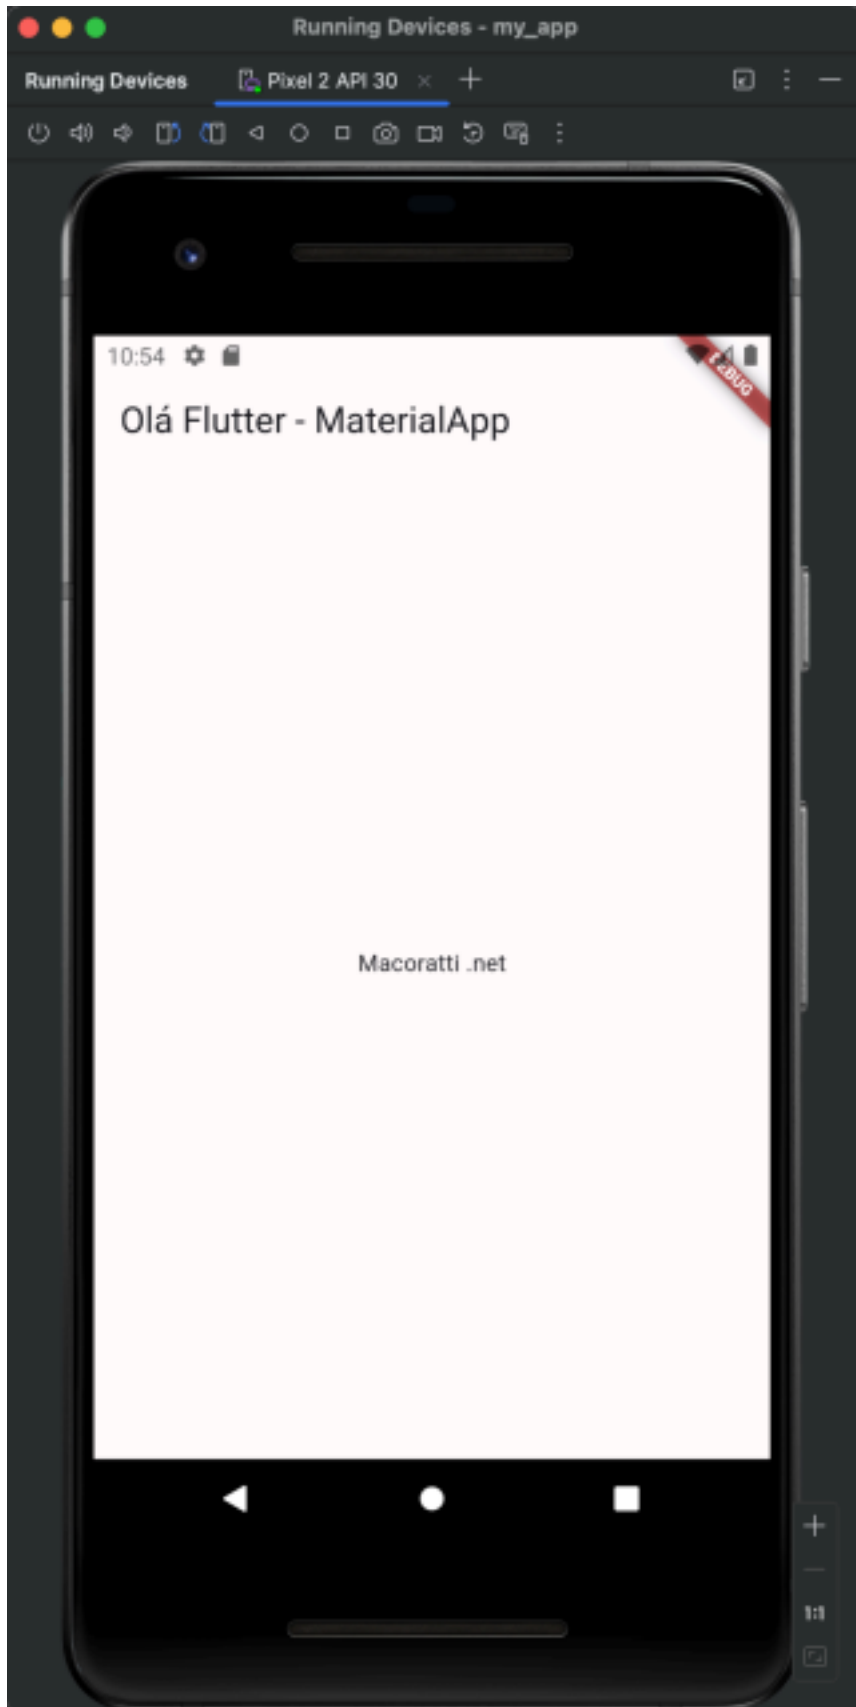 Running Devices - my_app
Running Devices Pixel 2 API 30
10:54
DEBUG
Olá Flutter - MaterialApp
Macoratti .net
1:1